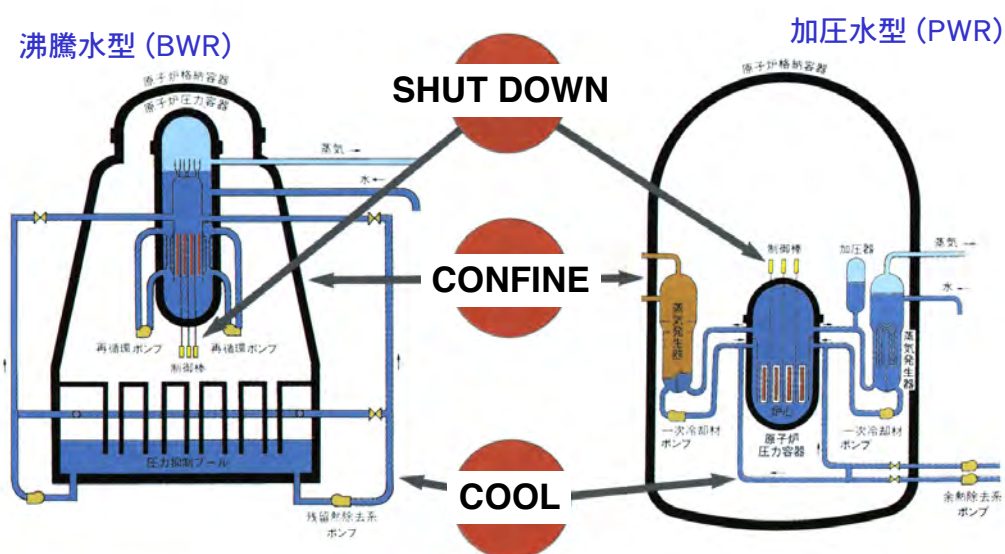 沸騰水型 (BWR)
加圧水型 (PWR)
原子炉格納容器
原子炉圧力容器
蒸気 →
水 ←
再循環ポンプ
再循環ポンプ
制御棒
圧力抑制プール
残留熱除去系
ポンプ
SHUT DOWN
CONFINE
COOL
原子炉格納容器
制御棒
加圧器
蒸気
水
蒸気発生器
蒸気発生器
炉心
一次冷却材
ポンプ
原子炉
圧力容器
一次冷却材
ポンプ
余熱除去系
ポンプ